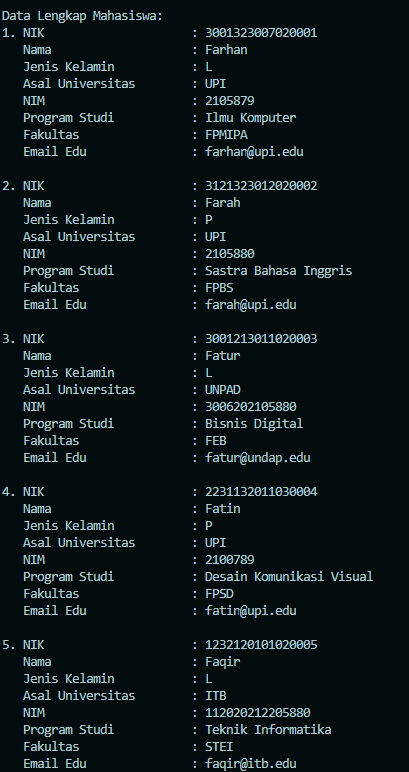 Data Lengkap Mahasiswa:
1. NIK : 3001323007020001
Nama : Farhan
Jenis Kelamin : L
Asal Universitas : UPI
NIM : 2105879
Program Studi : Ilmu Komputer
Fakultas : FPMIPA
Email Edu : farhan@upi.edu
2. NIK : 3121323012020002
Nama : Farah
Jenis Kelamin : P
Asal Universitas : UPI
NIM : 2105880
Program Studi : Sastra Bahasa Inggris
Fakultas : FPBS
Email Edu : farah@upi.edu
3. NIK : 3001213011020003
Nama : Fatur
Jenis Kelamin : L
Asal Universitas : UNPAD
NIM : 3006202105880
Program Studi : Bisnis Digital
Fakultas : FEB
Email Edu : fatur@undap.edu
4. NIK : 2231132011030004
Nama : Fatin
Jenis Kelamin : P
Asal Universitas : UPI
NIM : 2100789
Program Studi : Desain Komunikasi Visual
Fakultas : FPSD
Email Edu : fatin@upi.edu
5. NIK : 1232120101020005
Nama : Faqir
Jenis Kelamin : L
Asal Universitas : ITB
NIM : 112020212205880
Program Studi : Teknik Informatika
Fakultas : STEI
Email Edu : faqir@itb.edu